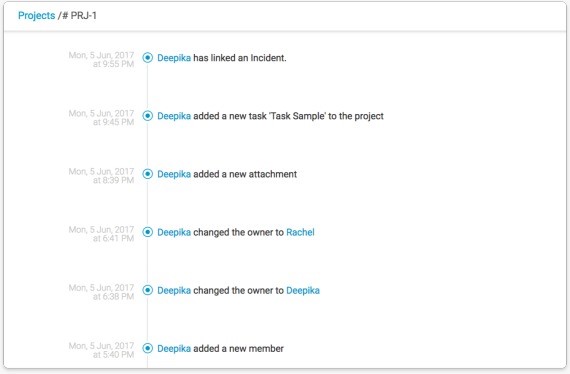 Projects /# PRJ-1
Mon, 5 Jun, 2017
at 9:55 PM
Deepika has linked an Incident.
Mon, 5 Jun, 2017
at 9:45 PM
Deepika added a new task 'Task Sample' to the project
Mon, 5 Jun, 2017
at 8:39 PM
Deepika added a new attachment
Mon, 5 Jun, 2017
at 6:41 PM
Deepika changed the owner to Rachel
Mon, 5 Jun, 2017
at 6:38 PM
Deepika changed the owner to Deepika
Mon, 5 Jun, 2017
at 5:40 PM
Deepika added a new member